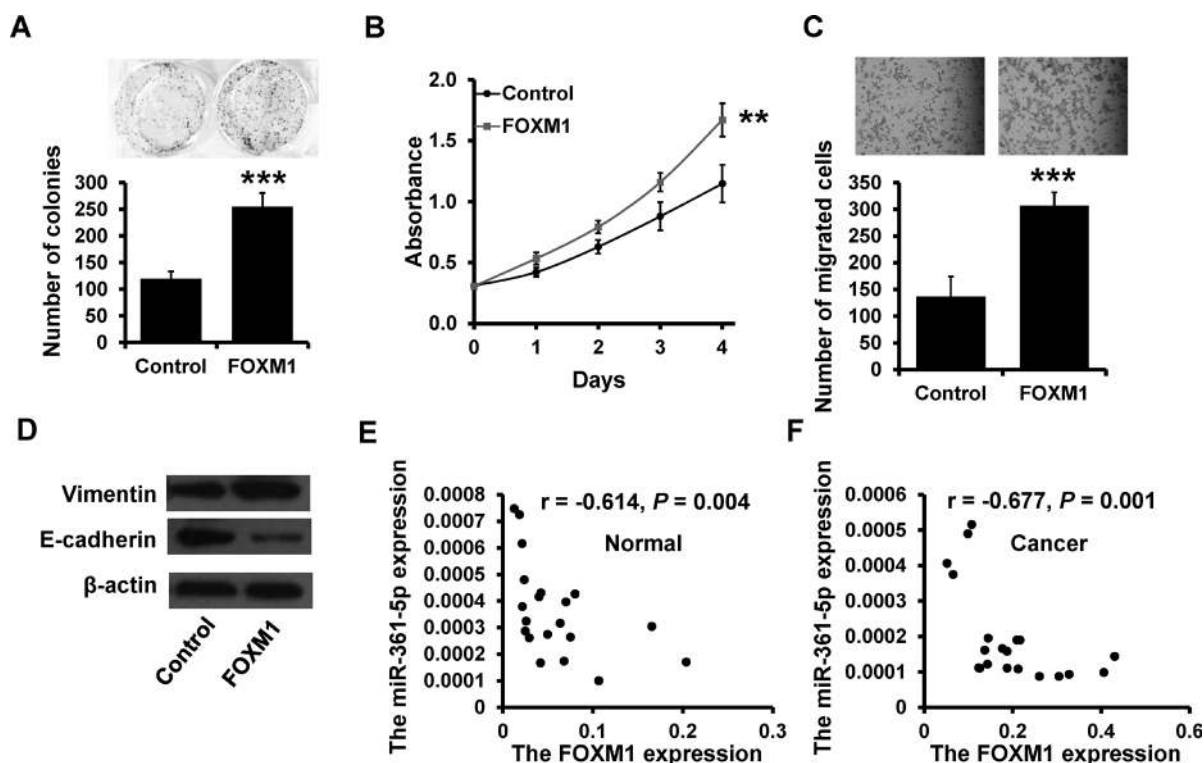 A
Number of colonies
300
250
200
150
100
50
0
***
Control
FOXM1
B
Absorbance
2.0
1.5
1.0
0.5
0.0
Control
FOXM1
**
0 1 2 3 4
Days
C
Number of migrated cells
350
300
250
200
150
100
50
0
***
Control
FOXM1
D
Vimentin
E-cadherin
β-actin
Control
FOXM1
E
The miR-361-5p expression
0.0008
0.0007
0.0006
0.0005
0.0004
0.0003
0.0002
0.0001
0
r = -0.614, P = 0.004
Normal
0 0.1 0.2 0.3
The FOXM1 expression
F
The miR-361-5p expression
0.0006
0.0005
0.0004
0.0003
0.0002
0.0001
0
r = -0.677, P = 0.001
Cancer
0 0.2 0.4 0.6
The FOXM1 expression